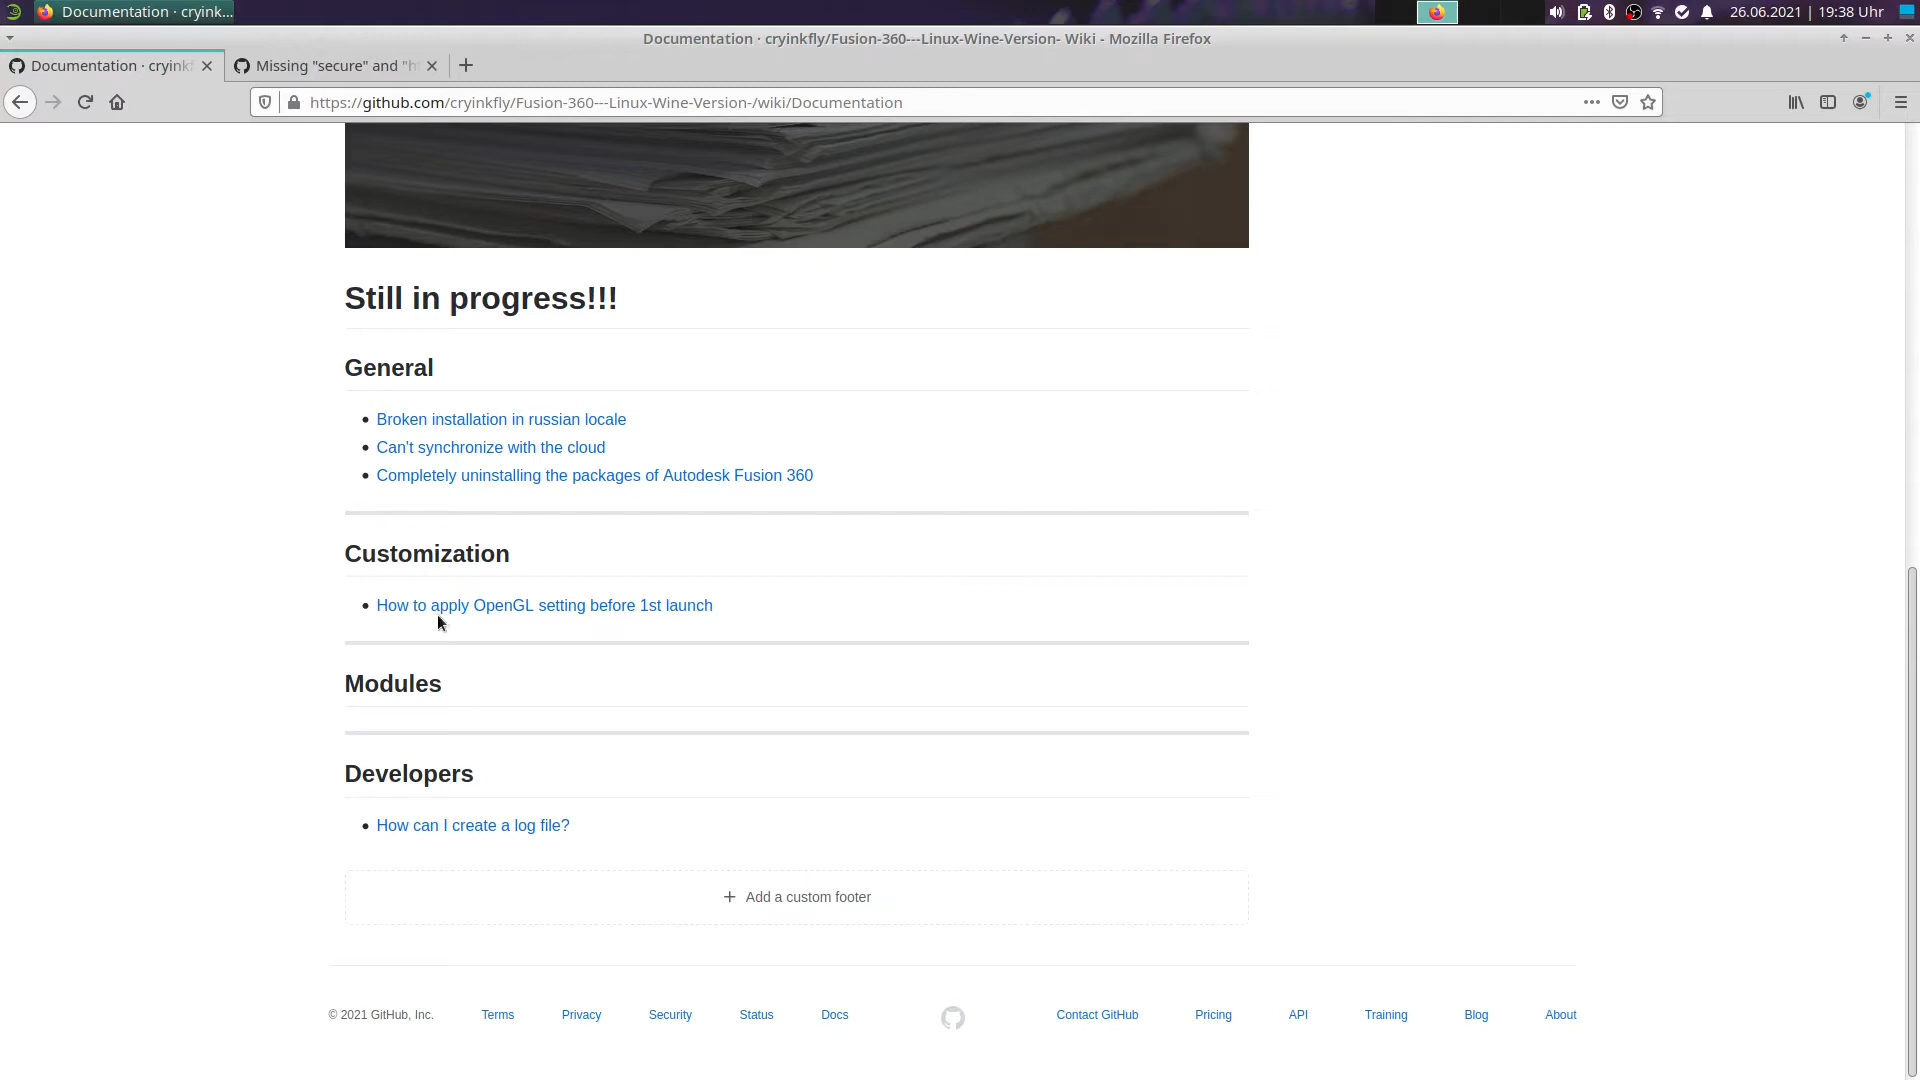 Documentation · cryink...
26.06.2021 | 19:38 Uhr
Documentation · cryinkfly/Fusion-360---Linux-Wine-Version- Wiki - Mozilla Firefox
Documentation · cryinkf
Missing "secure" and "h
https://github.com/cryinkfly/Fusion-360---Linux-Wine-Version-/wiki/Documentation
Still in progress!!!
General
Broken installation in russian locale
Can't synchronize with the cloud
Completely uninstalling the packages of Autodesk Fusion 360
Customization
How to apply OpenGL setting before 1st launch
Modules
Developers
How can I create a log file?
Add a custom footer
© 2021 GitHub, Inc. Terms Privacy Security Status Docs Contact GitHub Pricing API Training Blog About